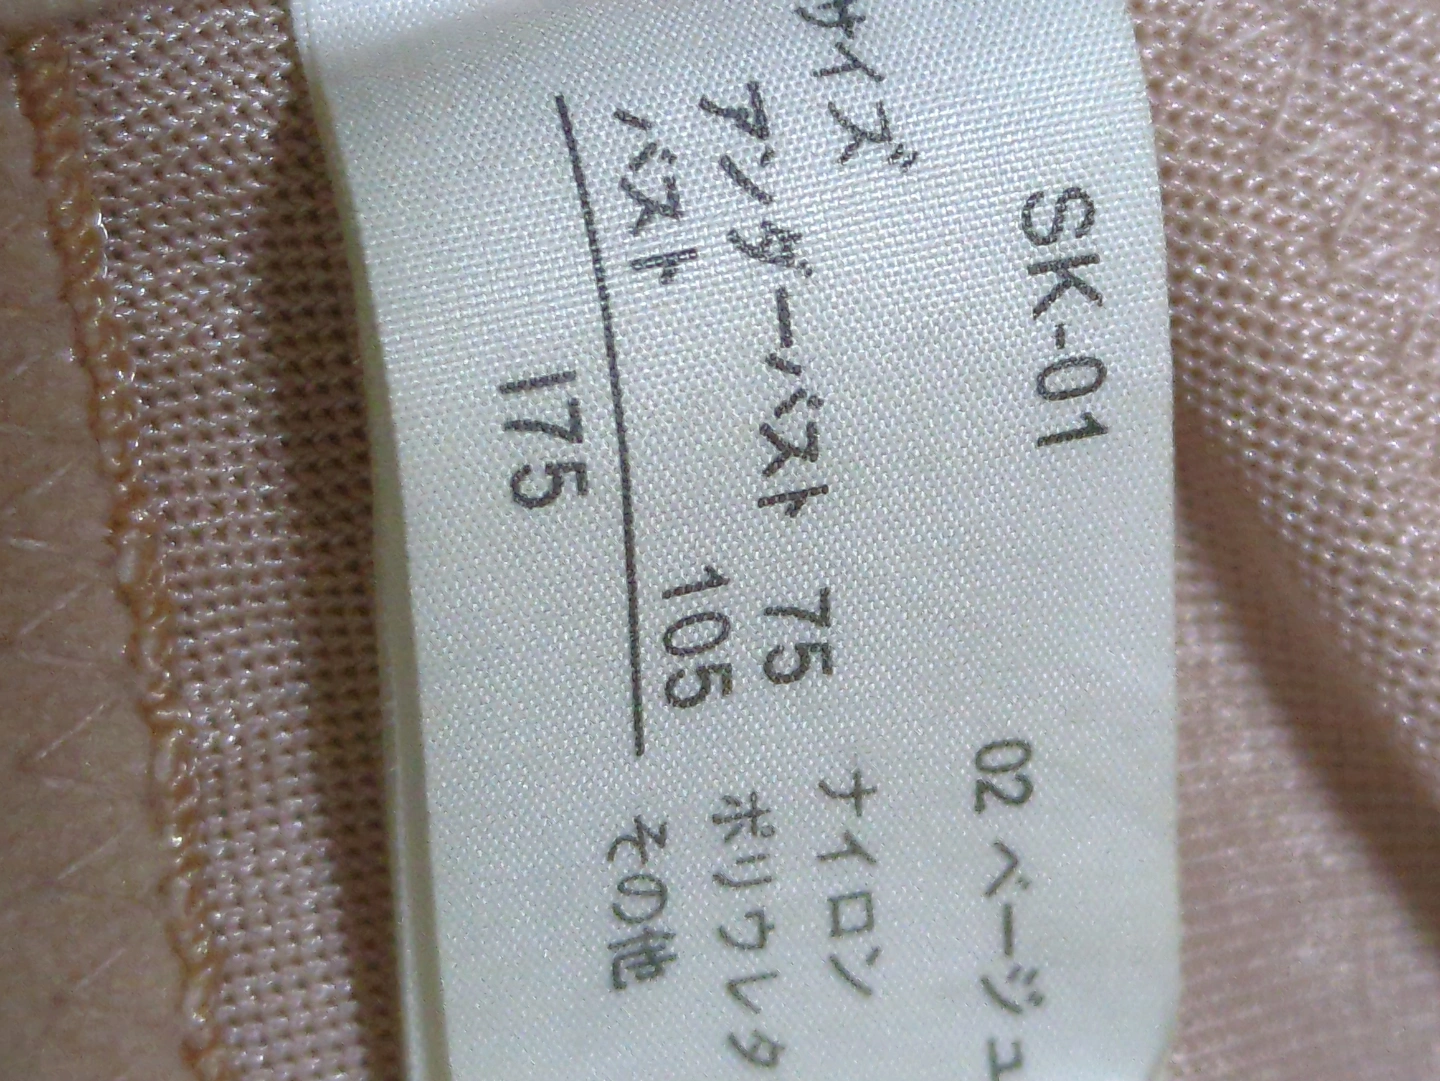 SK-01
02 ベージュ
サイズ
アンダーバスト 75
バスト 105
175
ナイロン
ポリウレタ
その他